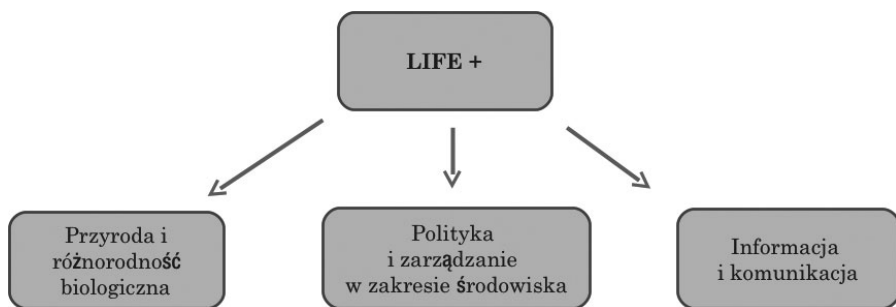 LIFE +
Przyroda i
różnorodność
biologiczna
Polityka
i zarządzanie
w zakresie środowiska
Informacja
i komunikacja